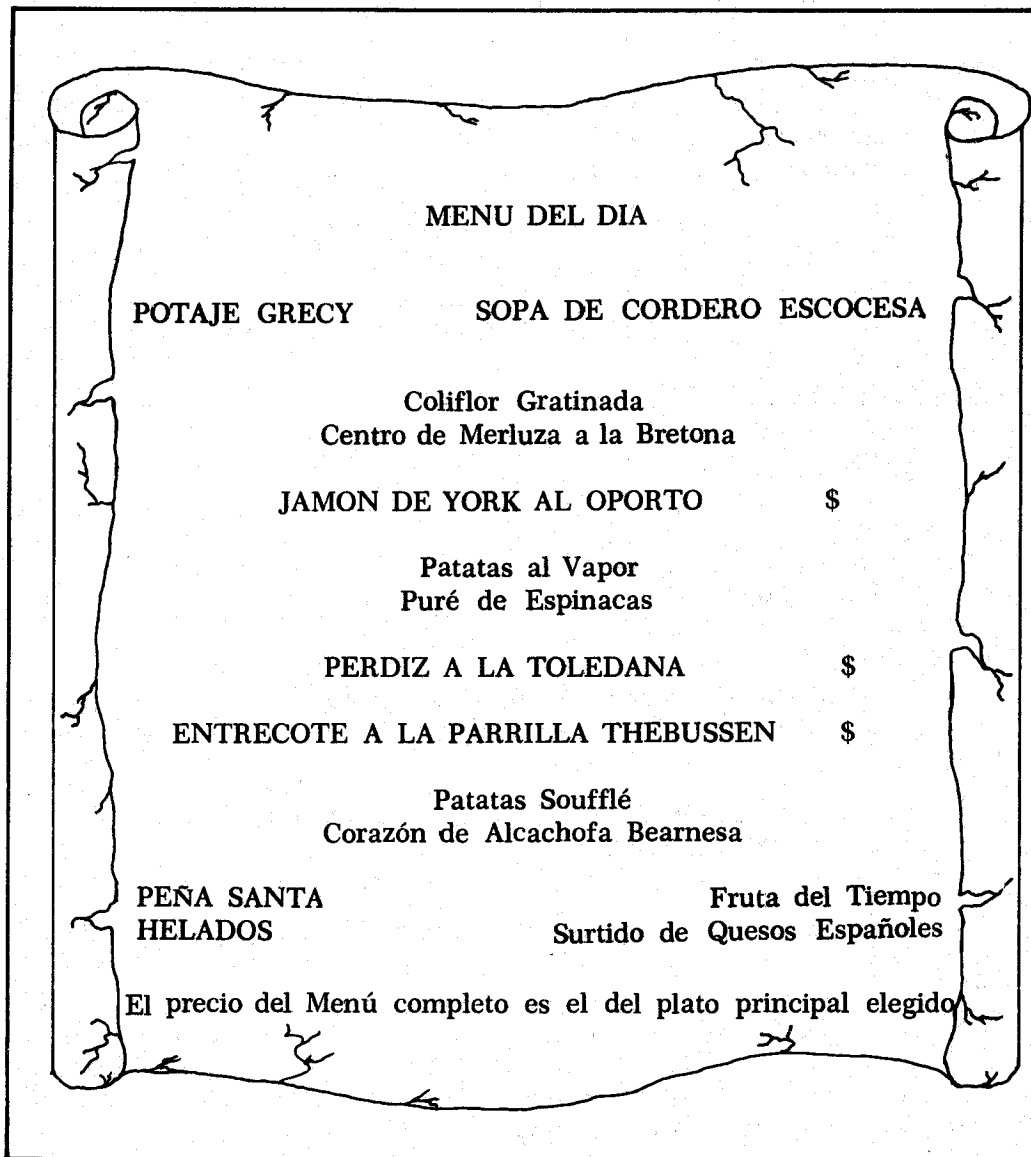 MENU DEL DIA
POTAJE GRECY SOPA DE CORDERO ESCOCESA
Coliflor Gratinada
Centro de Merluza a la Bretona
JAMON DE YORK AL OPORTO $
Patatas al Vapor
Puré de Espinacas
PERDIZ A LA TOLEDANA $
ENTRECOTE A LA PARRILLA THEBUSSEN $
Patatas Soufflé
Corazón de Alcachofa Bearnesa
PEÑA SANTA Fruta del Tiempo
HELADOS Surtido de Quesos Españoles
El precio del Menú completo es el del plato principal elegido